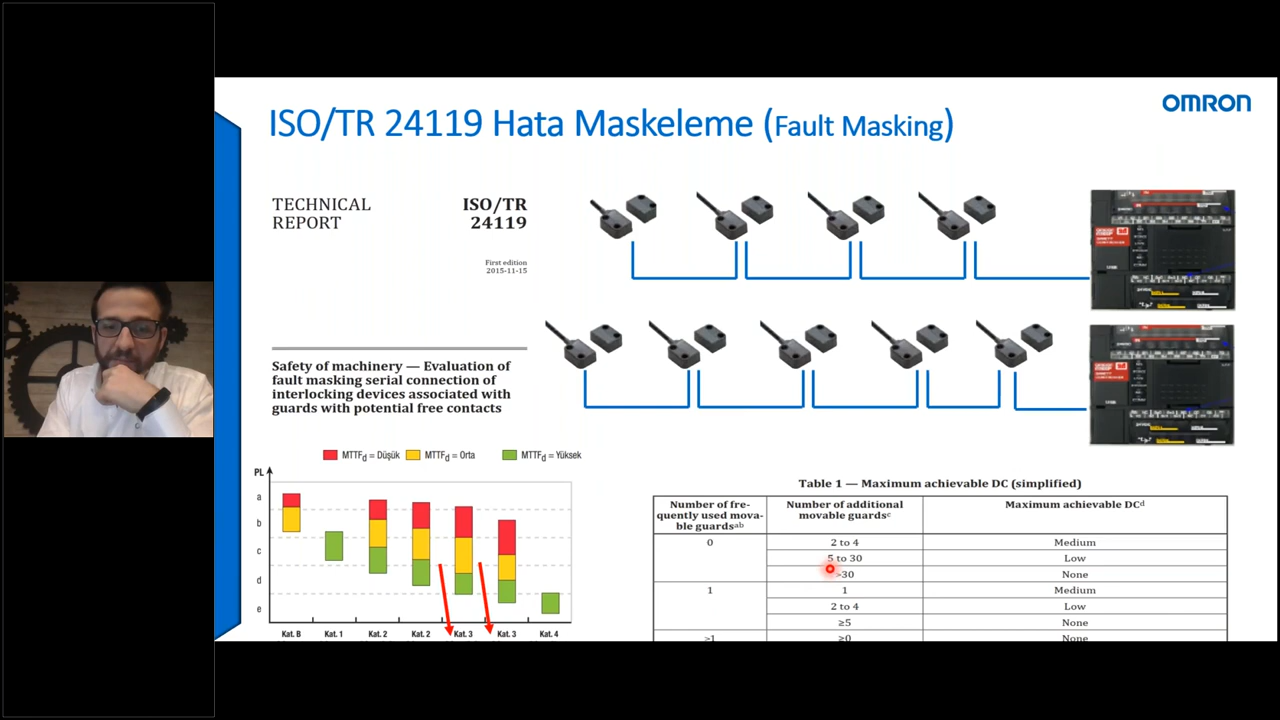 OMRON
ISO/TR 24119 Hata Maskeleme (Fault Masking)
TECHNICAL
REPORT
ISO/TR
24119
First edition
2015-11-15
Safety of machinery — Evaluation of
fault masking serial connection of
interlocking devices associated with
guards with potential free contacts
MTTFd = Düşük
MTTFd = Orta
MTTFd = Yüksek
PL
a
b
c
d
e
Kat. B
Kat. 1
Kat. 2
Kat. 2
Kat. 3
Kat. 3
Kat. 4
Table 1 — Maximum achievable DC (simplified)
Number of fre-
quently used mova-
ble guardsab
Number of additional
movable guardsc
Maximum achievable DCd
0
2 to 4
Medium
5 to 30
Low
>30
None
1
1
Medium
2 to 4
Low
≥5
None
>1
≥0
None